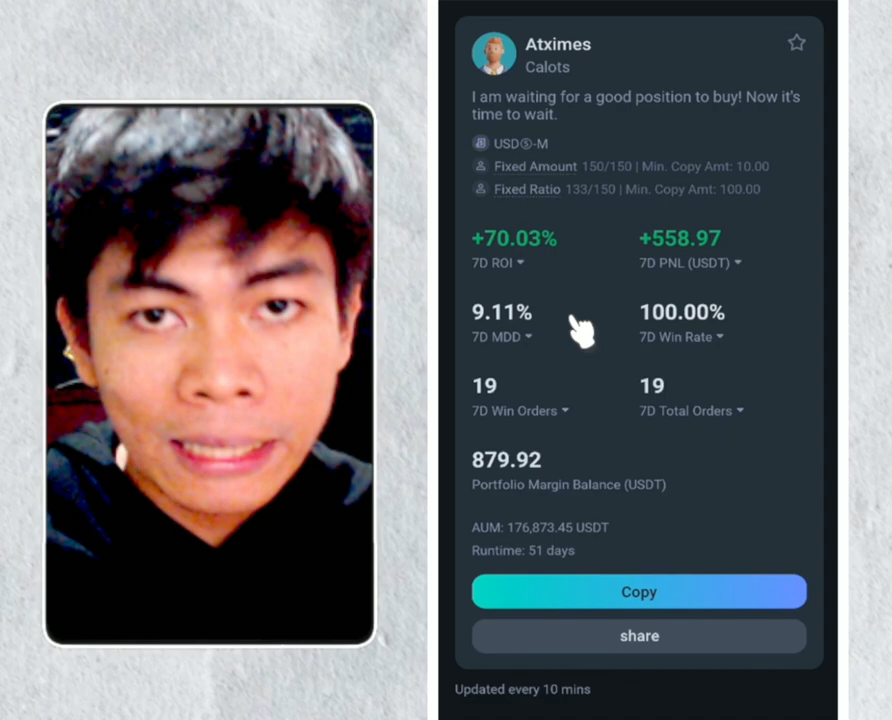 Atximes
Calots
I am waiting for a good position to buy! Now it's
time to wait.
USDⓈ-M
Fixed Amount 150/150 | Min. Copy Amt: 10.00
Fixed Ratio 133/150 | Min. Copy Amt: 100.00
+70.03% +558.97
7D ROI 7D PNL (USDT)
9.11% 100.00%
7D MDD 7D Win Rate
19 19
7D Win Orders 7D Total Orders
879.92
Portfolio Margin Balance (USDT)
AUM: 176,873.45 USDT
Runtime: 51 days
Copy
share
Updated every 10 mins